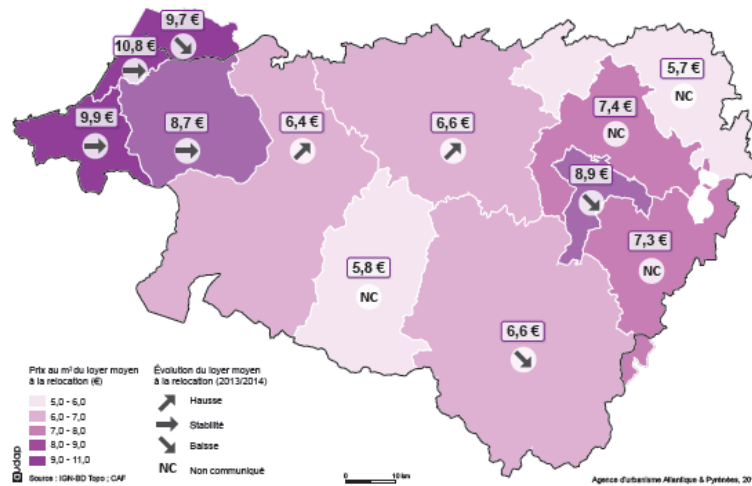 9,7 €
10,8 €
9,9 €
8,7 €
6,4 €
6,6 €
5,7 €
NC
7,4 €
NC
8,9 €
7,3 €
NC
5,8 €
NC
6,6 €
Prix au m² du loyer moyen
à la relocation (€)
5,0 - 6,0
6,0 - 7,0
7,0 - 8,0
8,0 - 9,0
9,0 - 11,0
Évolution du loyer moyen
à la relocation (2013/2014)
Hausse
Stabilité
Baisse
NC Non communiqué
audap
Source : IGN-BD Topo ; CAF
0 10 km
Agence d'urbanisme Atlantique & Pyrénées, 20